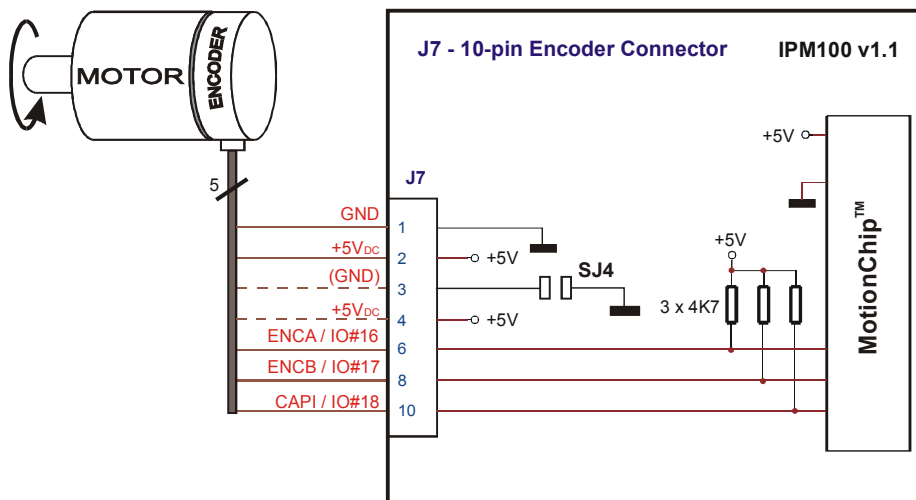 J7 - 10-pin Encoder Connector
IPM100 v1.1
MOTOR
ENCODER
5
J7
GND
1
+5VDC
2
+5V
(GND)
3
SJ4
+5VDC
4
+5V
ENCA / IO#16
6
ENCB / IO#17
8
CAPI / IO#18
10
+5V
3 x 4K7
+5V
MotionChip™